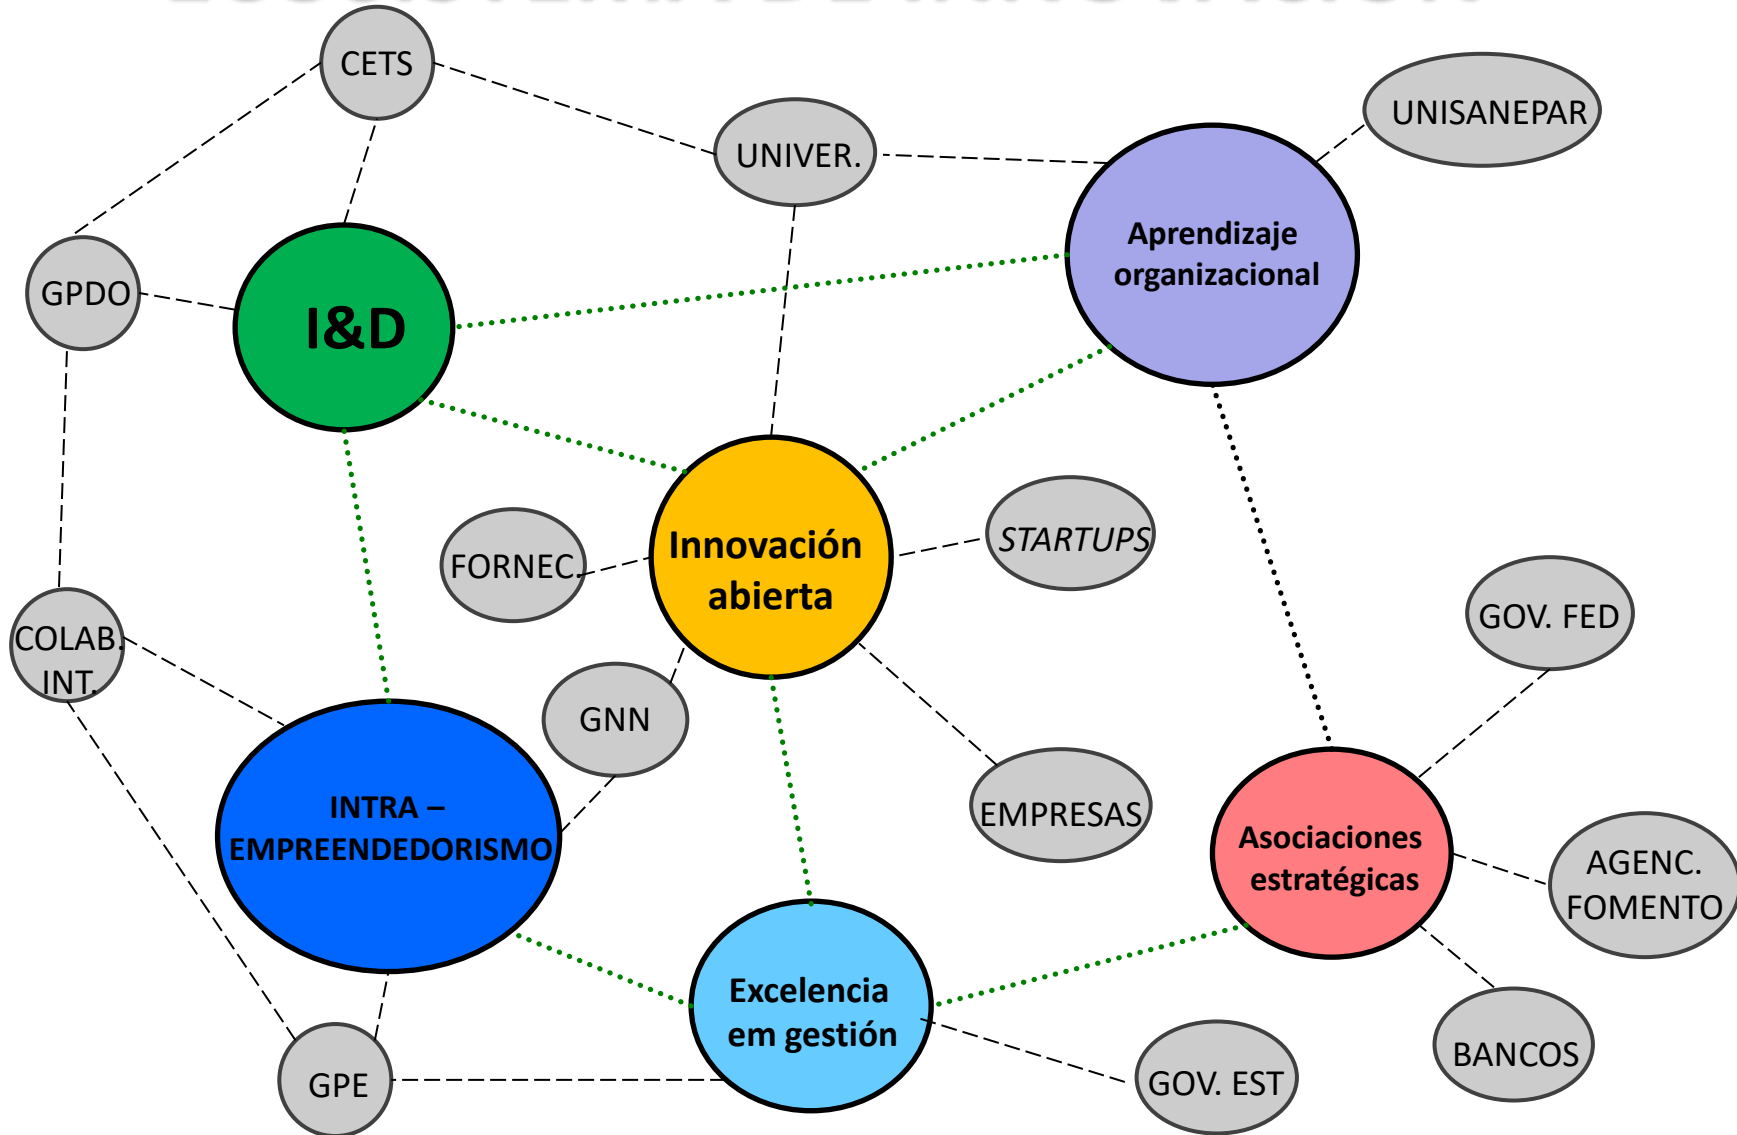 CETS
UNISANEPAR
UNIVER.
Aprendizaje
organizacional
GPDO
I&D
Innovación
abierta
STARTUPS
FORNEC.
GOV. FED
COLAB.
INT.
GNN
INTRA –
EMPREENDEDORISMO
EMPRESAS
Asociaciones
estratégicas
AGENC.
FOMENTO
Excelencia
em gestión
BANCOS
GPE
GOV. EST